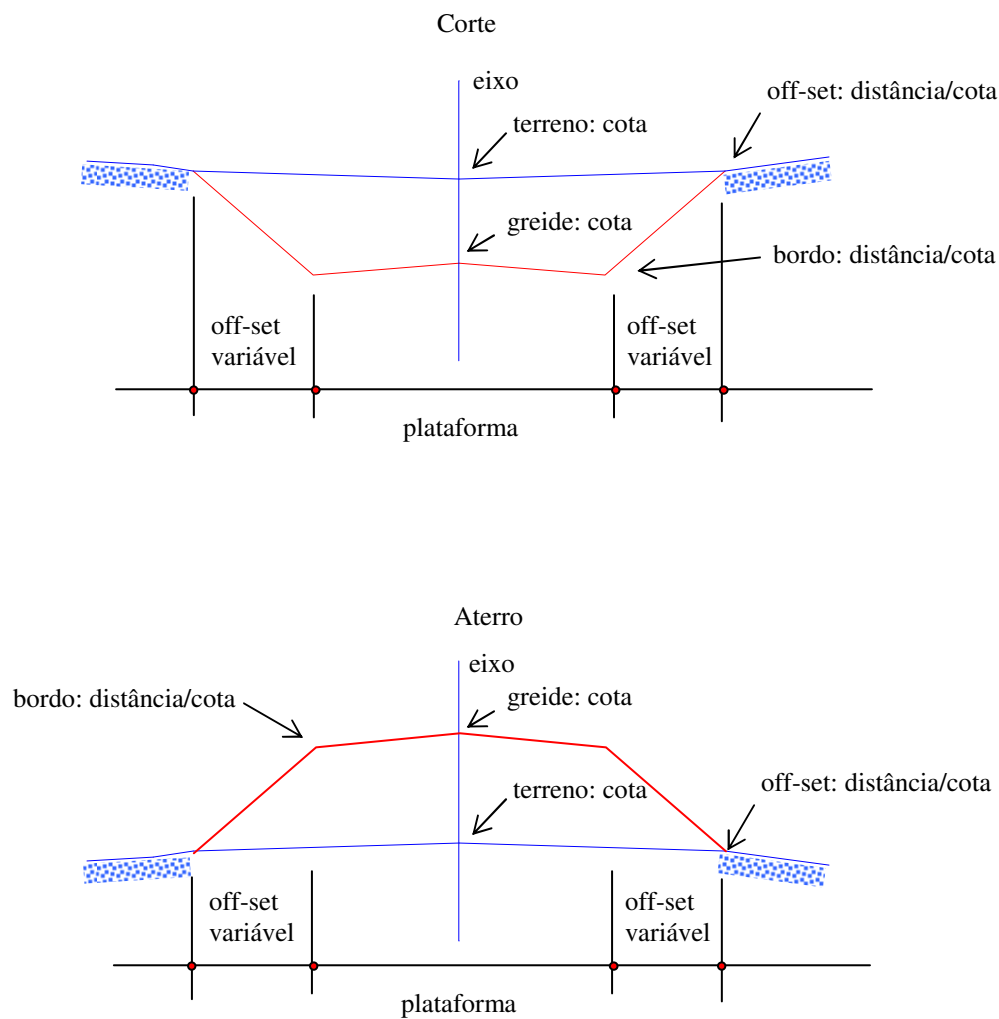 Corte
eixo
off-set: distância/cota
terreno: cota
greide: cota
bordo: distância/cota
off-set
variável
off-set
variável
plataforma
Aterro
eixo
bordo: distância/cota
greide: cota
off-set: distância/cota
terreno: cota
off-set
variável
off-set
variável
plataforma